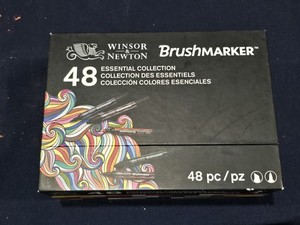 WINSOR
&
NEWTON
BrushMARKER™
48
ESSENTIAL COLLECTION
COLLECTION DES ESSENTIELS
COLECCIÓN COLORES ESENCIALES
48 pc / pz